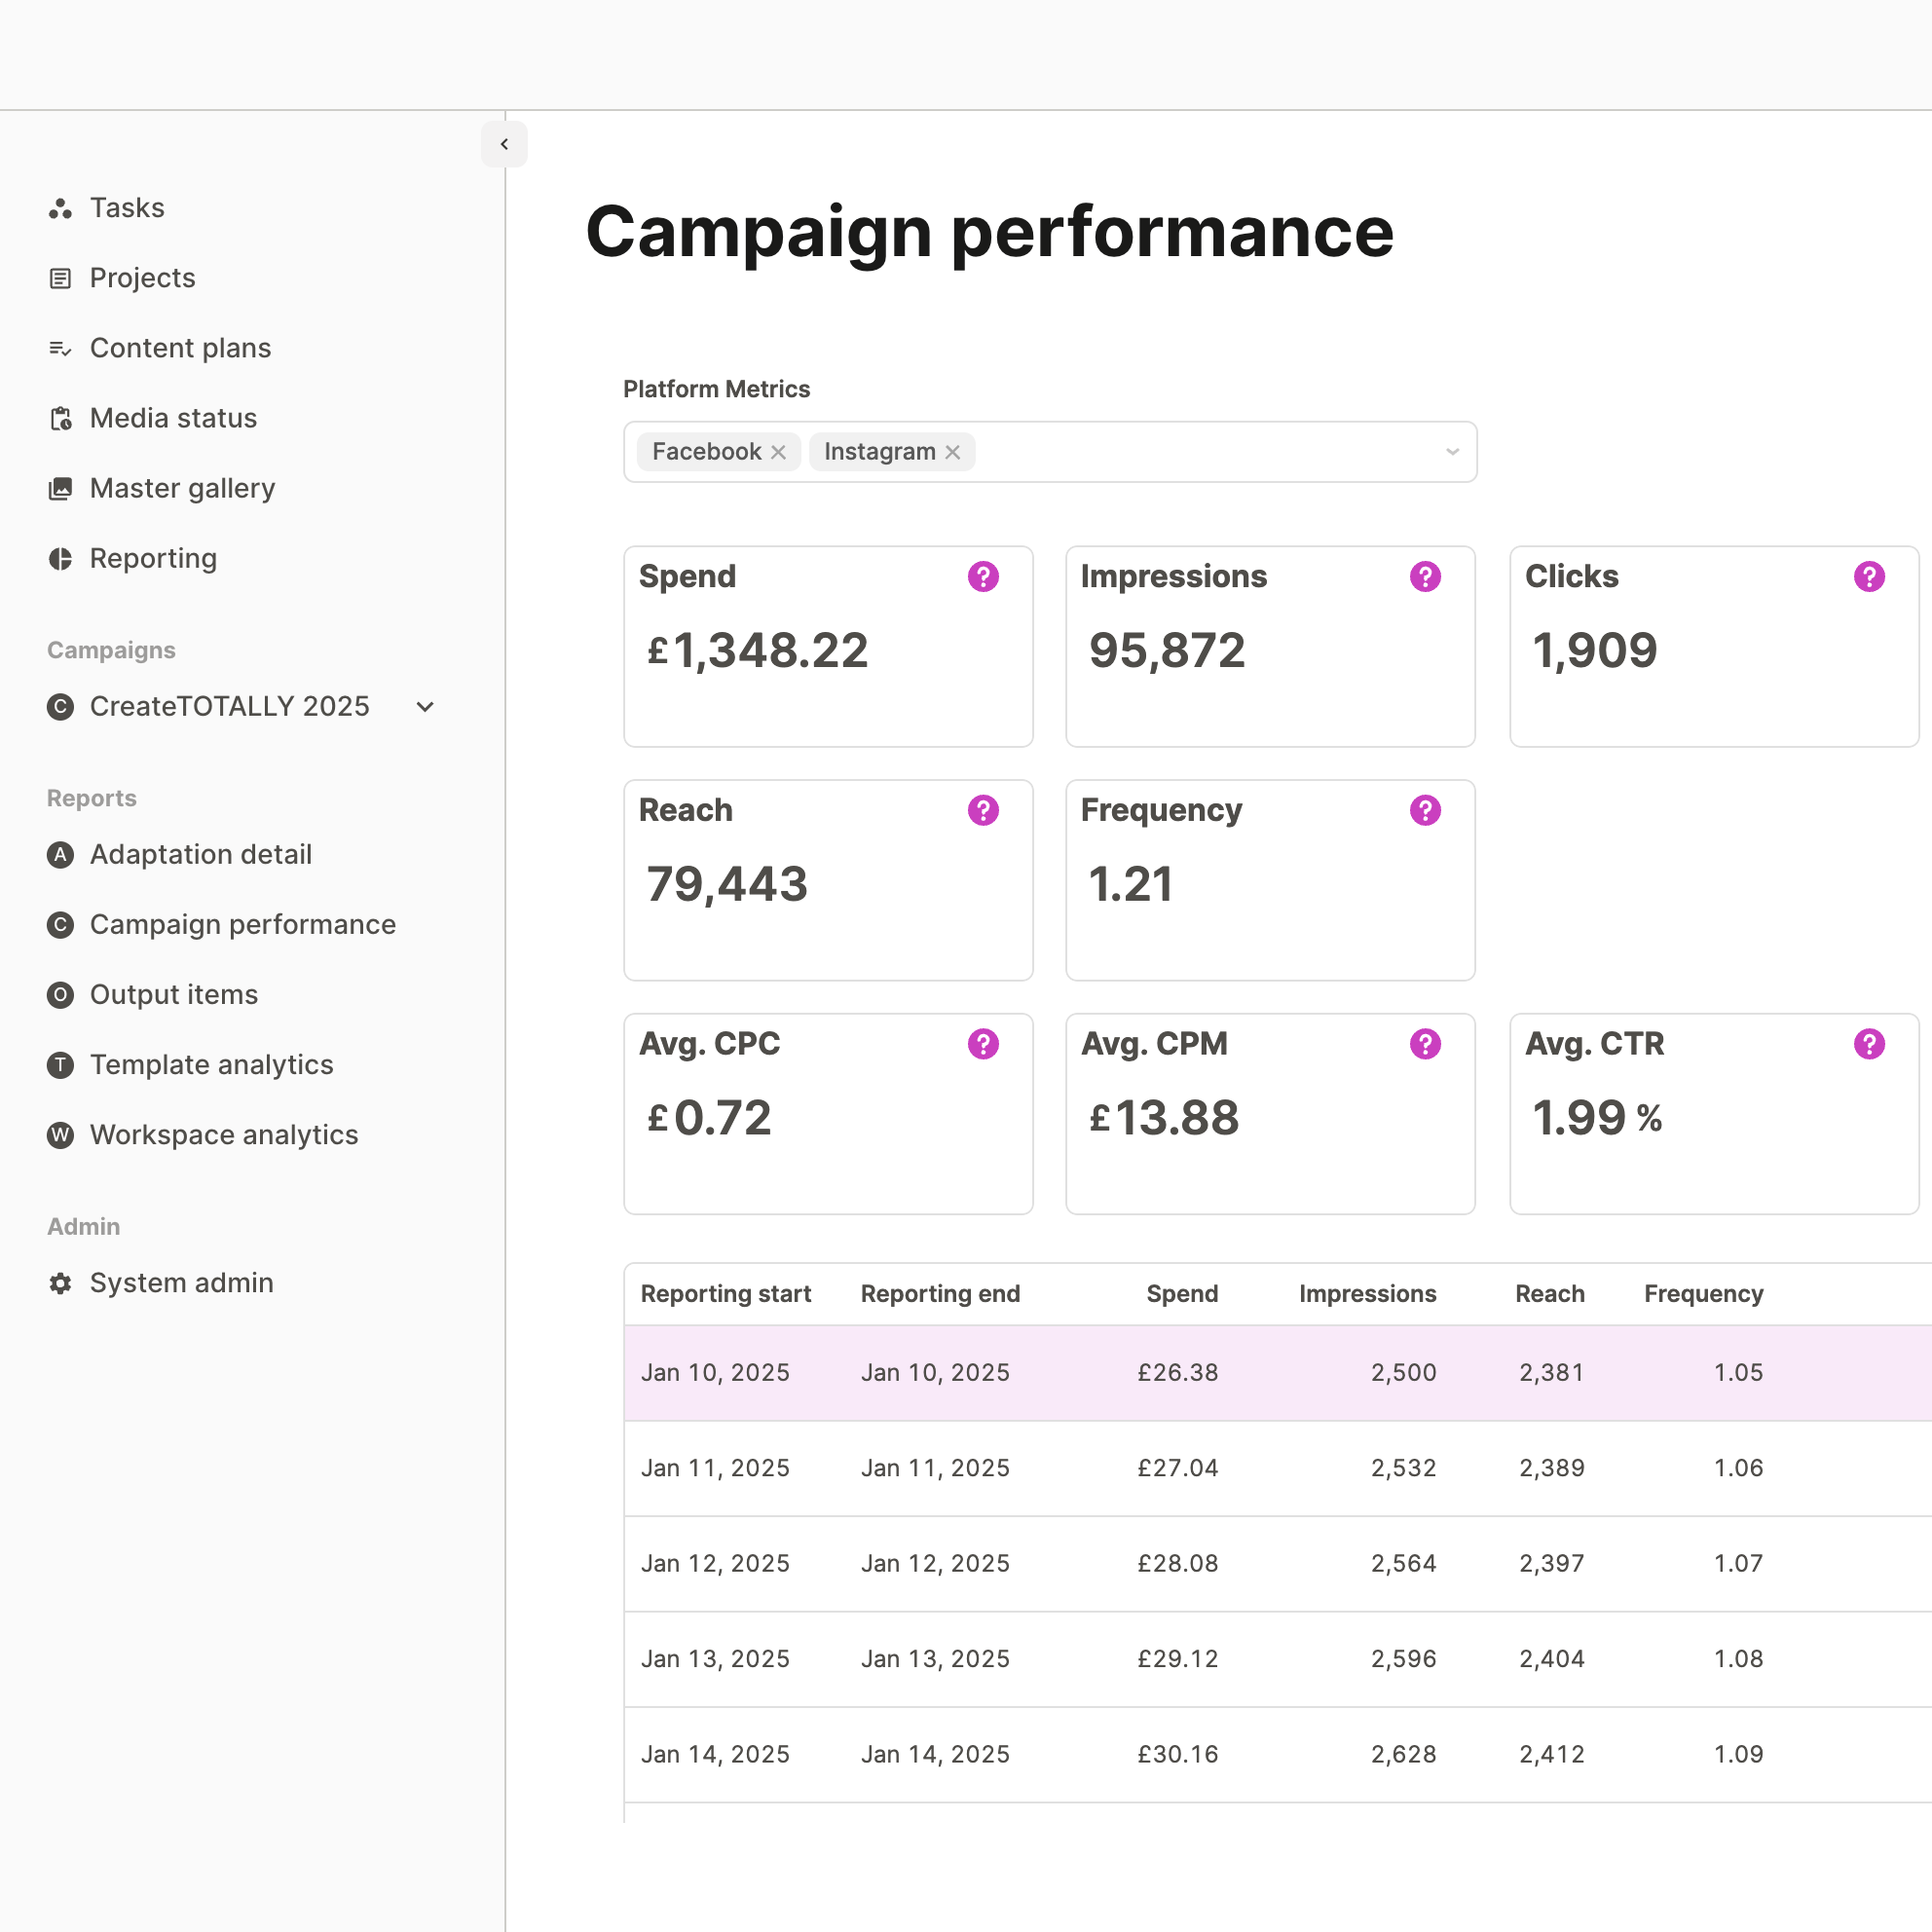 Tasks
Projects
Content plans
Media status
Master gallery
Reporting
Campaigns
C CreateTOTALLY 2025
Reports
A Adaptation detail
C Campaign performance
O Output items
T Template analytics
W Workspace analytics
Admin
System admin
Campaign performance
Platform Metrics
Facebook Instagram
Spend ? Impressions ? Clicks ?
£1,348.22 95,872 1,909
Reach ? Frequency ?
79,443 1.21
Avg. CPC ? Avg. CPM ? Avg. CTR ?
£0.72 £13.88 1.99 %
Reporting start Reporting end Spend Impressions Reach Frequency
Jan 10, 2025 Jan 10, 2025 £26.38 2,500 2,381 1.05
Jan 11, 2025 Jan 11, 2025 £27.04 2,532 2,389 1.06
Jan 12, 2025 Jan 12, 2025 £28.08 2,564 2,397 1.07
Jan 13, 2025 Jan 13, 2025 £29.12 2,596 2,404 1.08
Jan 14, 2025 Jan 14, 2025 £30.16 2,628 2,412 1.09